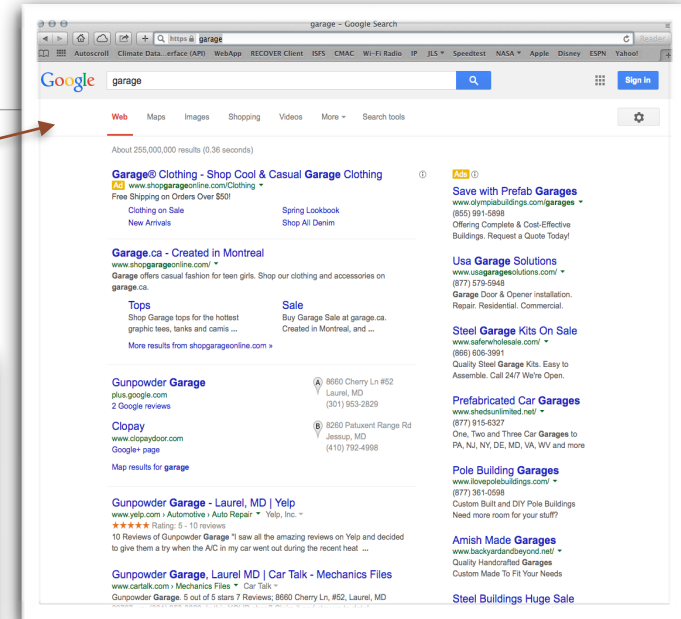 garage - Google Search
https garage
Reader
Autoscroll Climate Data...erface (API) WebApp RECOVER Client ISFS CMAC Wi-Fi Radio IP JLS Speedtest NASA Apple Disney ESPN Yahoo!
Google garage Sign in
Web Maps Images Shopping Videos More Search tools
About 255,000,000 results (0.36 seconds)
Garage® Clothing - Shop Cool & Casual Garage Clothing
Ad www.shopgarageonline.com/Clothing
Free Shipping on Orders Over $50!
Clothing on Sale Spring Lookbook
New Arrivals Shop All Denim
Garage.ca - Created in Montreal
www.shopgarageonline.com/
Garage offers casual fashion for teen girls. Shop our clothing and accessories on
garage.ca.
Tops Sale
Shop Garage tops for the hottest Buy Garage Sale at garage.ca.
graphic tees, tanks and camis ... Created in Montreal, and ...
More results from shopgarageonline.com »
Gunpowder Garage A 8660 Cherry Ln #52
plus.google.com Laurel, MD
2 Google reviews (301) 953-2829
Clopay B 8260 Patuxent Range Rd
www.clopaydoor.com Jessup, MD
Google+ page (410) 792-4998
Map results for garage
Gunpowder Garage - Laurel, MD | Yelp
www.yelp.com › Automotive › Auto Repair Yelp, Inc.
★★★★★ Rating: 5 - 10 reviews
10 Reviews of Gunpowder Garage "I saw all the amazing reviews on Yelp and decided
to give them a try when the A/C in my car went out during the recent heat ...
Gunpowder Garage, Laurel MD | Car Talk - Mechanics Files
www.cartalk.com › Mechanics Files Car Talk
Gunpowder Garage. 5 out of 5 stars 7 Reviews; 8660 Cherry Ln, #52, Laurel, MD
Ads
Save with Prefab Garages
www.olympiabuildings.com/garages
(855) 991-5898
Offering Complete & Cost-Effective
Buildings. Request a Quote Today!
Usa Garage Solutions
www.usagaragesolutions.com/
(877) 579-5948
Garage Door & Opener installation.
Repair. Residential. Commercial.
Steel Garage Kits On Sale
www.saferwholesale.com/
(866) 606-3991
Quality Steel Garage Kits. Easy to
Assemble. Call 24/7 We're Open.
Prefabricated Car Garages
www.shedsunlimited.net/
(877) 915-6327
One, Two and Three Car Garages to
PA, NJ, NY, DE, MD, VA, WV and more
Pole Building Garages
www.ilovepolebuildings.com/
(877) 361-0598
Custom Built and DIY Pole Buildings
Need more room for your stuff?
Amish Made Garages
www.backyardandbeyond.net/
Quality Handcrafted Garages
Custom Made To Fit Your Needs
Steel Buildings Huge Sale